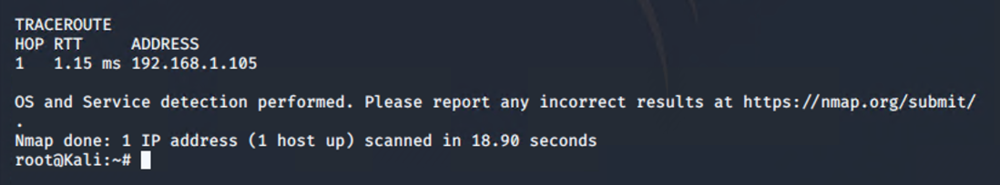 TRACEROUTE
HOP RTT     ADDRESS
1   1.15 ms 192.168.1.105
OS and Service detection performed. Please report any incorrect results at https://nmap.org/submit/
.
Nmap done: 1 IP address (1 host up) scanned in 18.90 seconds
root@Kali:~#